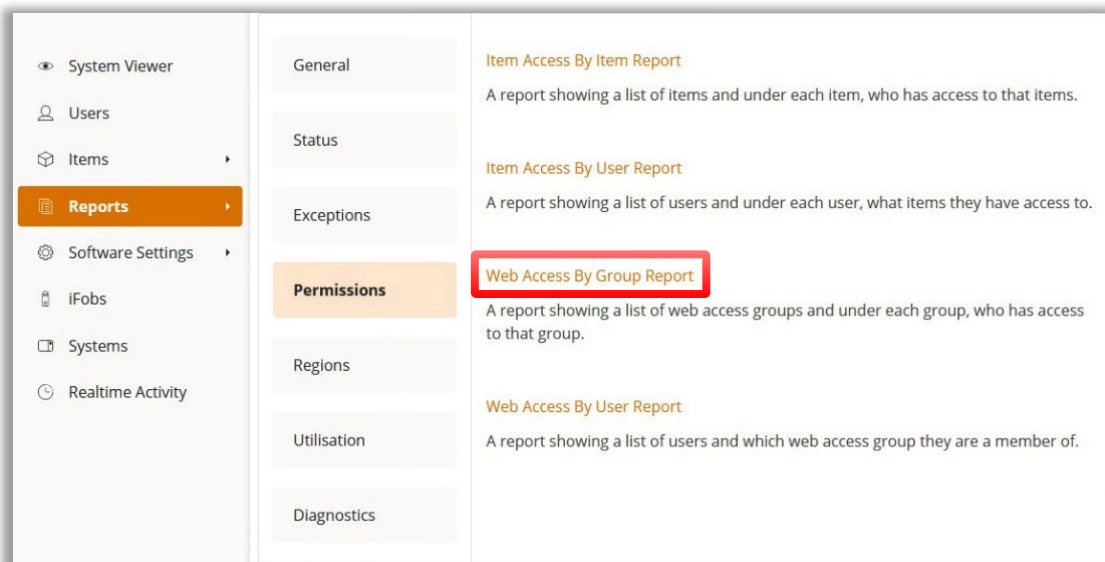 System Viewer
Users
Items
Reports
Software Settings
iFobs
Systems
Realtime Activity
General
Status
Exceptions
Permissions
Regions
Utilisation
Diagnostics
Item Access By Item Report
A report showing a list of items and under each item, who has access to that items.
Item Access By User Report
A report showing a list of users and under each user, what items they have access to.
Web Access By Group Report
A report showing a list of web access groups and under each group, who has access
to that group.
Web Access By User Report
A report showing a list of users and which web access group they are a member of.